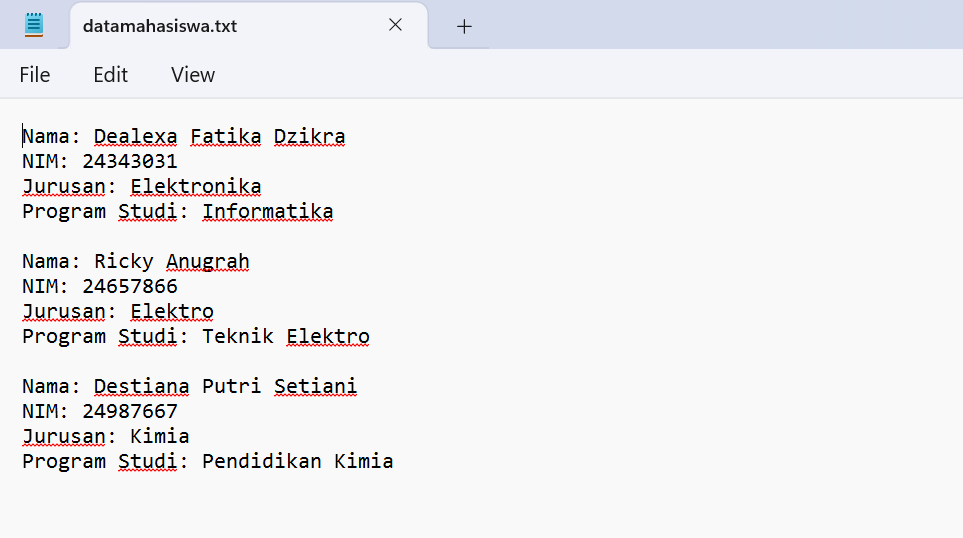 datamahasiswa.txt
File Edit View
Nama: Dealexa Fatika Dzikra
NIM: 24343031
Jurusan: Elektronika
Program Studi: Informatika
Nama: Ricky Anugrah
NIM: 24657866
Jurusan: Elektro
Program Studi: Teknik Elektro
Nama: Destiana Putri Setiani
NIM: 24987667
Jurusan: Kimia
Program Studi: Pendidikan Kimia